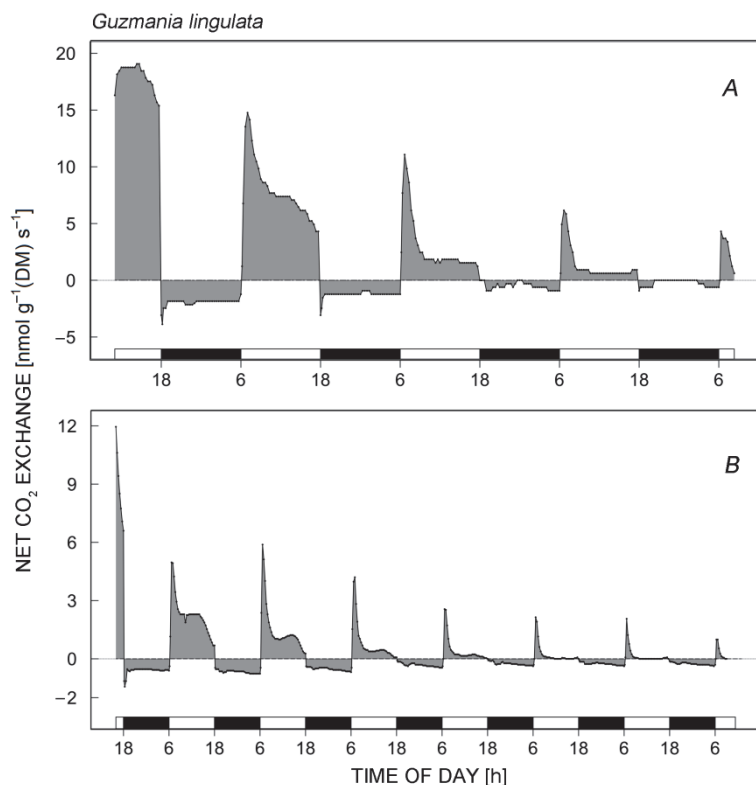 Guzmania lingulata
A
20
15
10
5
0
−5
18 6 18 6 18 6 18 6
NET CO₂ EXCHANGE [nmol g⁻¹(DM) s⁻¹]
B
12
9
6
3
0
−2
18 6 18 6 18 6 18 6 18 6 18 6 18 6
TIME OF DAY [h]